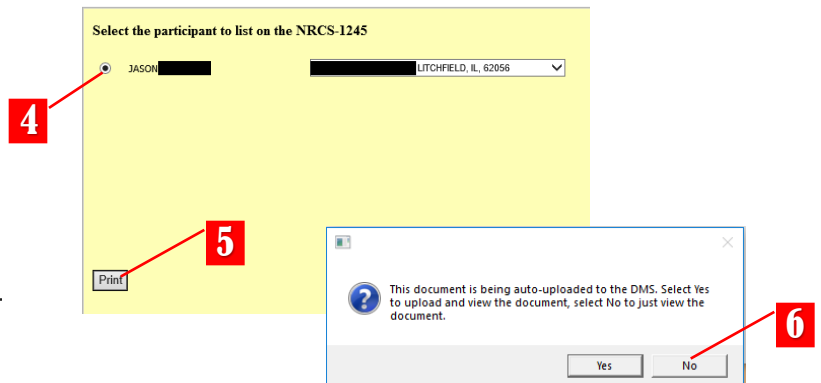 Select the participant to list on the NRCS-1245
JASON LITCHFIELD, IL, 62056
4
5
Print
This document is being auto-uploaded to the DMS. Select Yes
to upload and view the document, select No to just view the
document.
6
Yes No